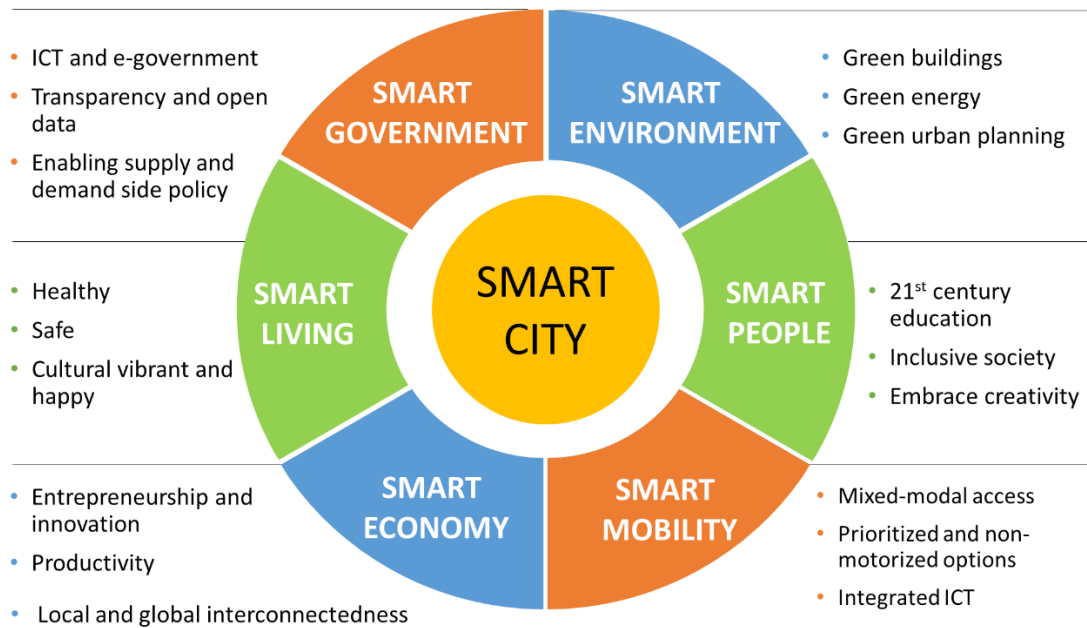 • ICT and e-government
• Transparency and open
data
• Enabling supply and
demand side policy
SMART
GOVERNMENT
SMART
ENVIRONMENT
• Green buildings
• Green energy
• Green urban planning
• Healthy
• Safe
• Cultural vibrant and
happy
SMART
LIVING
SMART
CITY
SMART
PEOPLE
• 21st century
education
• Inclusive society
• Embrace creativity
• Entrepreneurship and
innovation
• Productivity
• Local and global interconnectedness
SMART
ECONOMY
SMART
MOBILITY
• Mixed-modal access
• Prioritized and non-
motorized options
• Integrated ICT